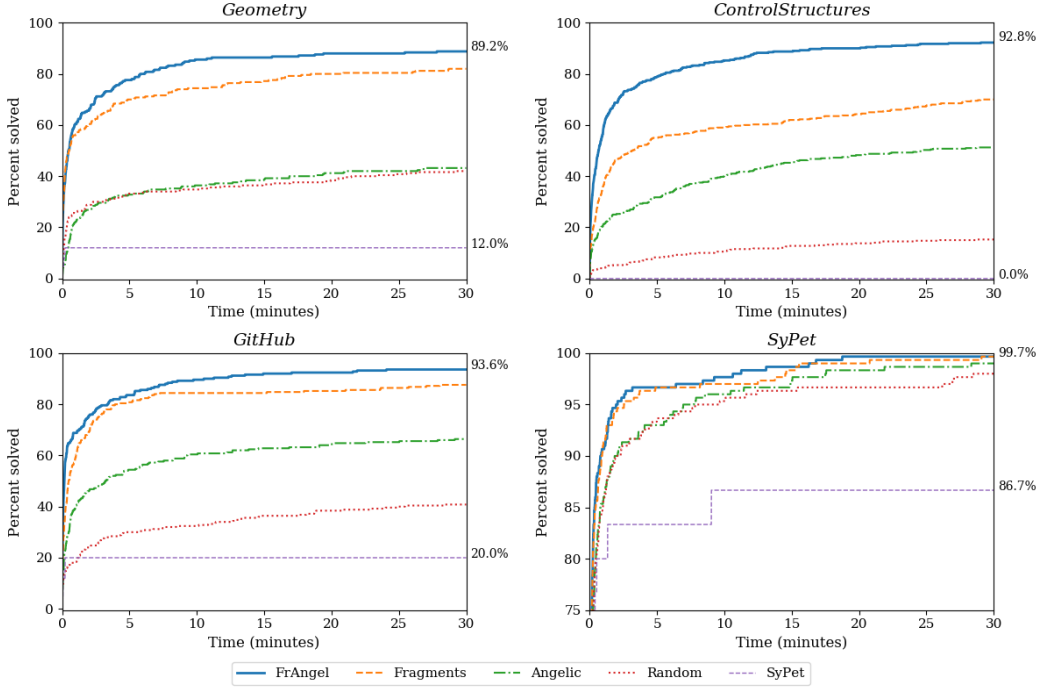 Geometry
100
80
60
40
20
0
Percent solved
89.2%
12.0%
0 5 10 15 20 25 30
Time (minutes)
ControlStructures
100
80
60
40
20
0
Percent solved
92.8%
0.0%
0 5 10 15 20 25 30
Time (minutes)
GitHub
100
80
60
40
20
0
Percent solved
93.6%
20.0%
0 5 10 15 20 25 30
Time (minutes)
SyPet
100
95
90
85
80
75
Percent solved
99.7%
86.7%
0 5 10 15 20 25 30
Time (minutes)
FrAngel Fragments Angelic Random SyPet